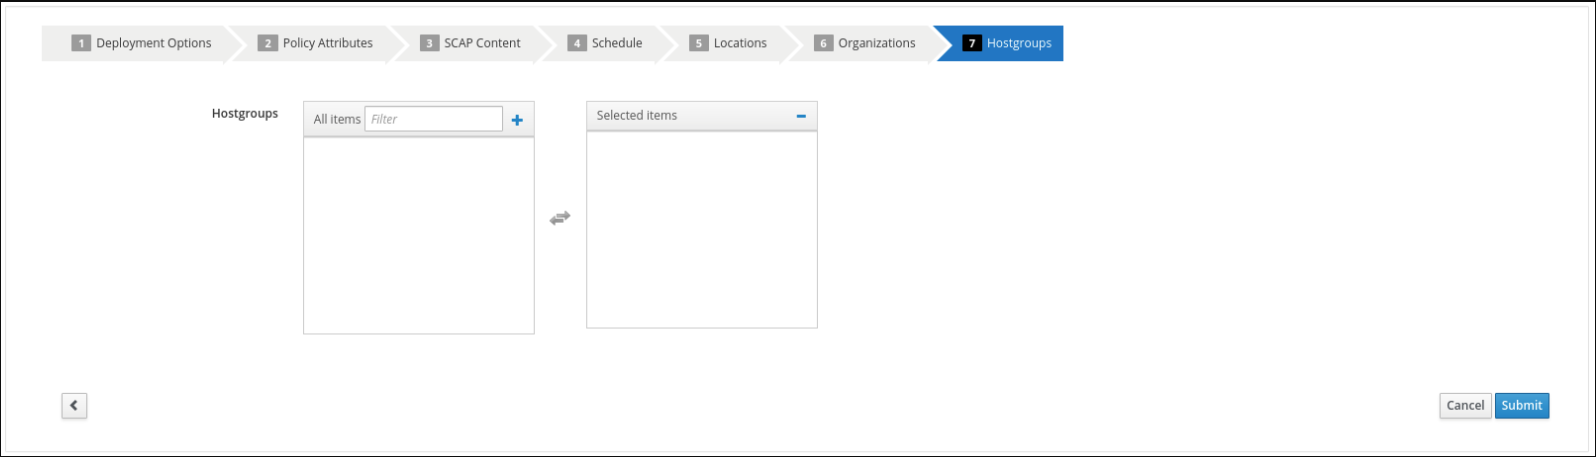 1 Deployment Options 2 Policy Attributes 3 SCAP Content 4 Schedule 5 Locations 6 Organizations 7 Hostgroups
Hostgroups
All items Filter
Selected items
Cancel Submit